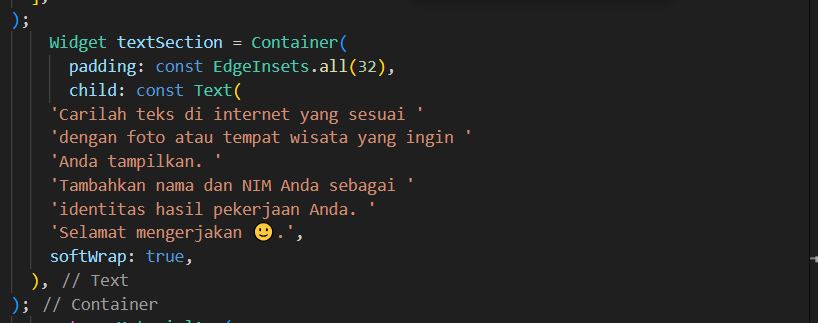 );
Widget textSection = Container(
padding: const EdgeInsets.all(32),
child: const Text(
'Carilah teks di internet yang sesuai '
'dengan foto atau tempat wisata yang ingin '
'Anda tampilkan. '
'Tambahkan nama dan NIM Anda sebagai '
'identitas hasil pekerjaan Anda. '
'Selamat mengerjakan 🙂.',
softWrap: true,
), // Text
); // Container